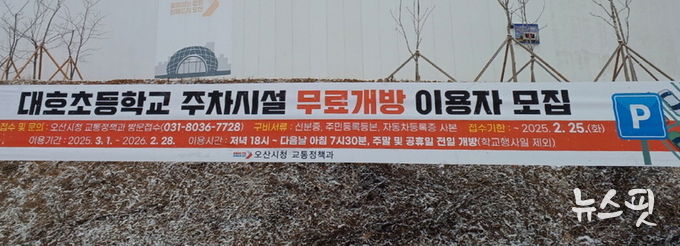 대호초등학교 주차시설 무료개방 이용자 모집
접수 및 문의 : 오산시청 교통정책과 방문접수(031-8036-7728) 구비서류 : 신분증, 주민등록등본, 자동차등록증 사본 접수기한 : ~ 2025. 2. 25.(화)
이용기간 : 2025. 3. 1. ~ 2026. 2. 28. 이용시간 : 저녁 18시 ~ 다음날 아침 7시30분, 주말 및 공휴일 전일 개방(학교행사일 제외)
P
오산시청 교통정책과
뉴스핏